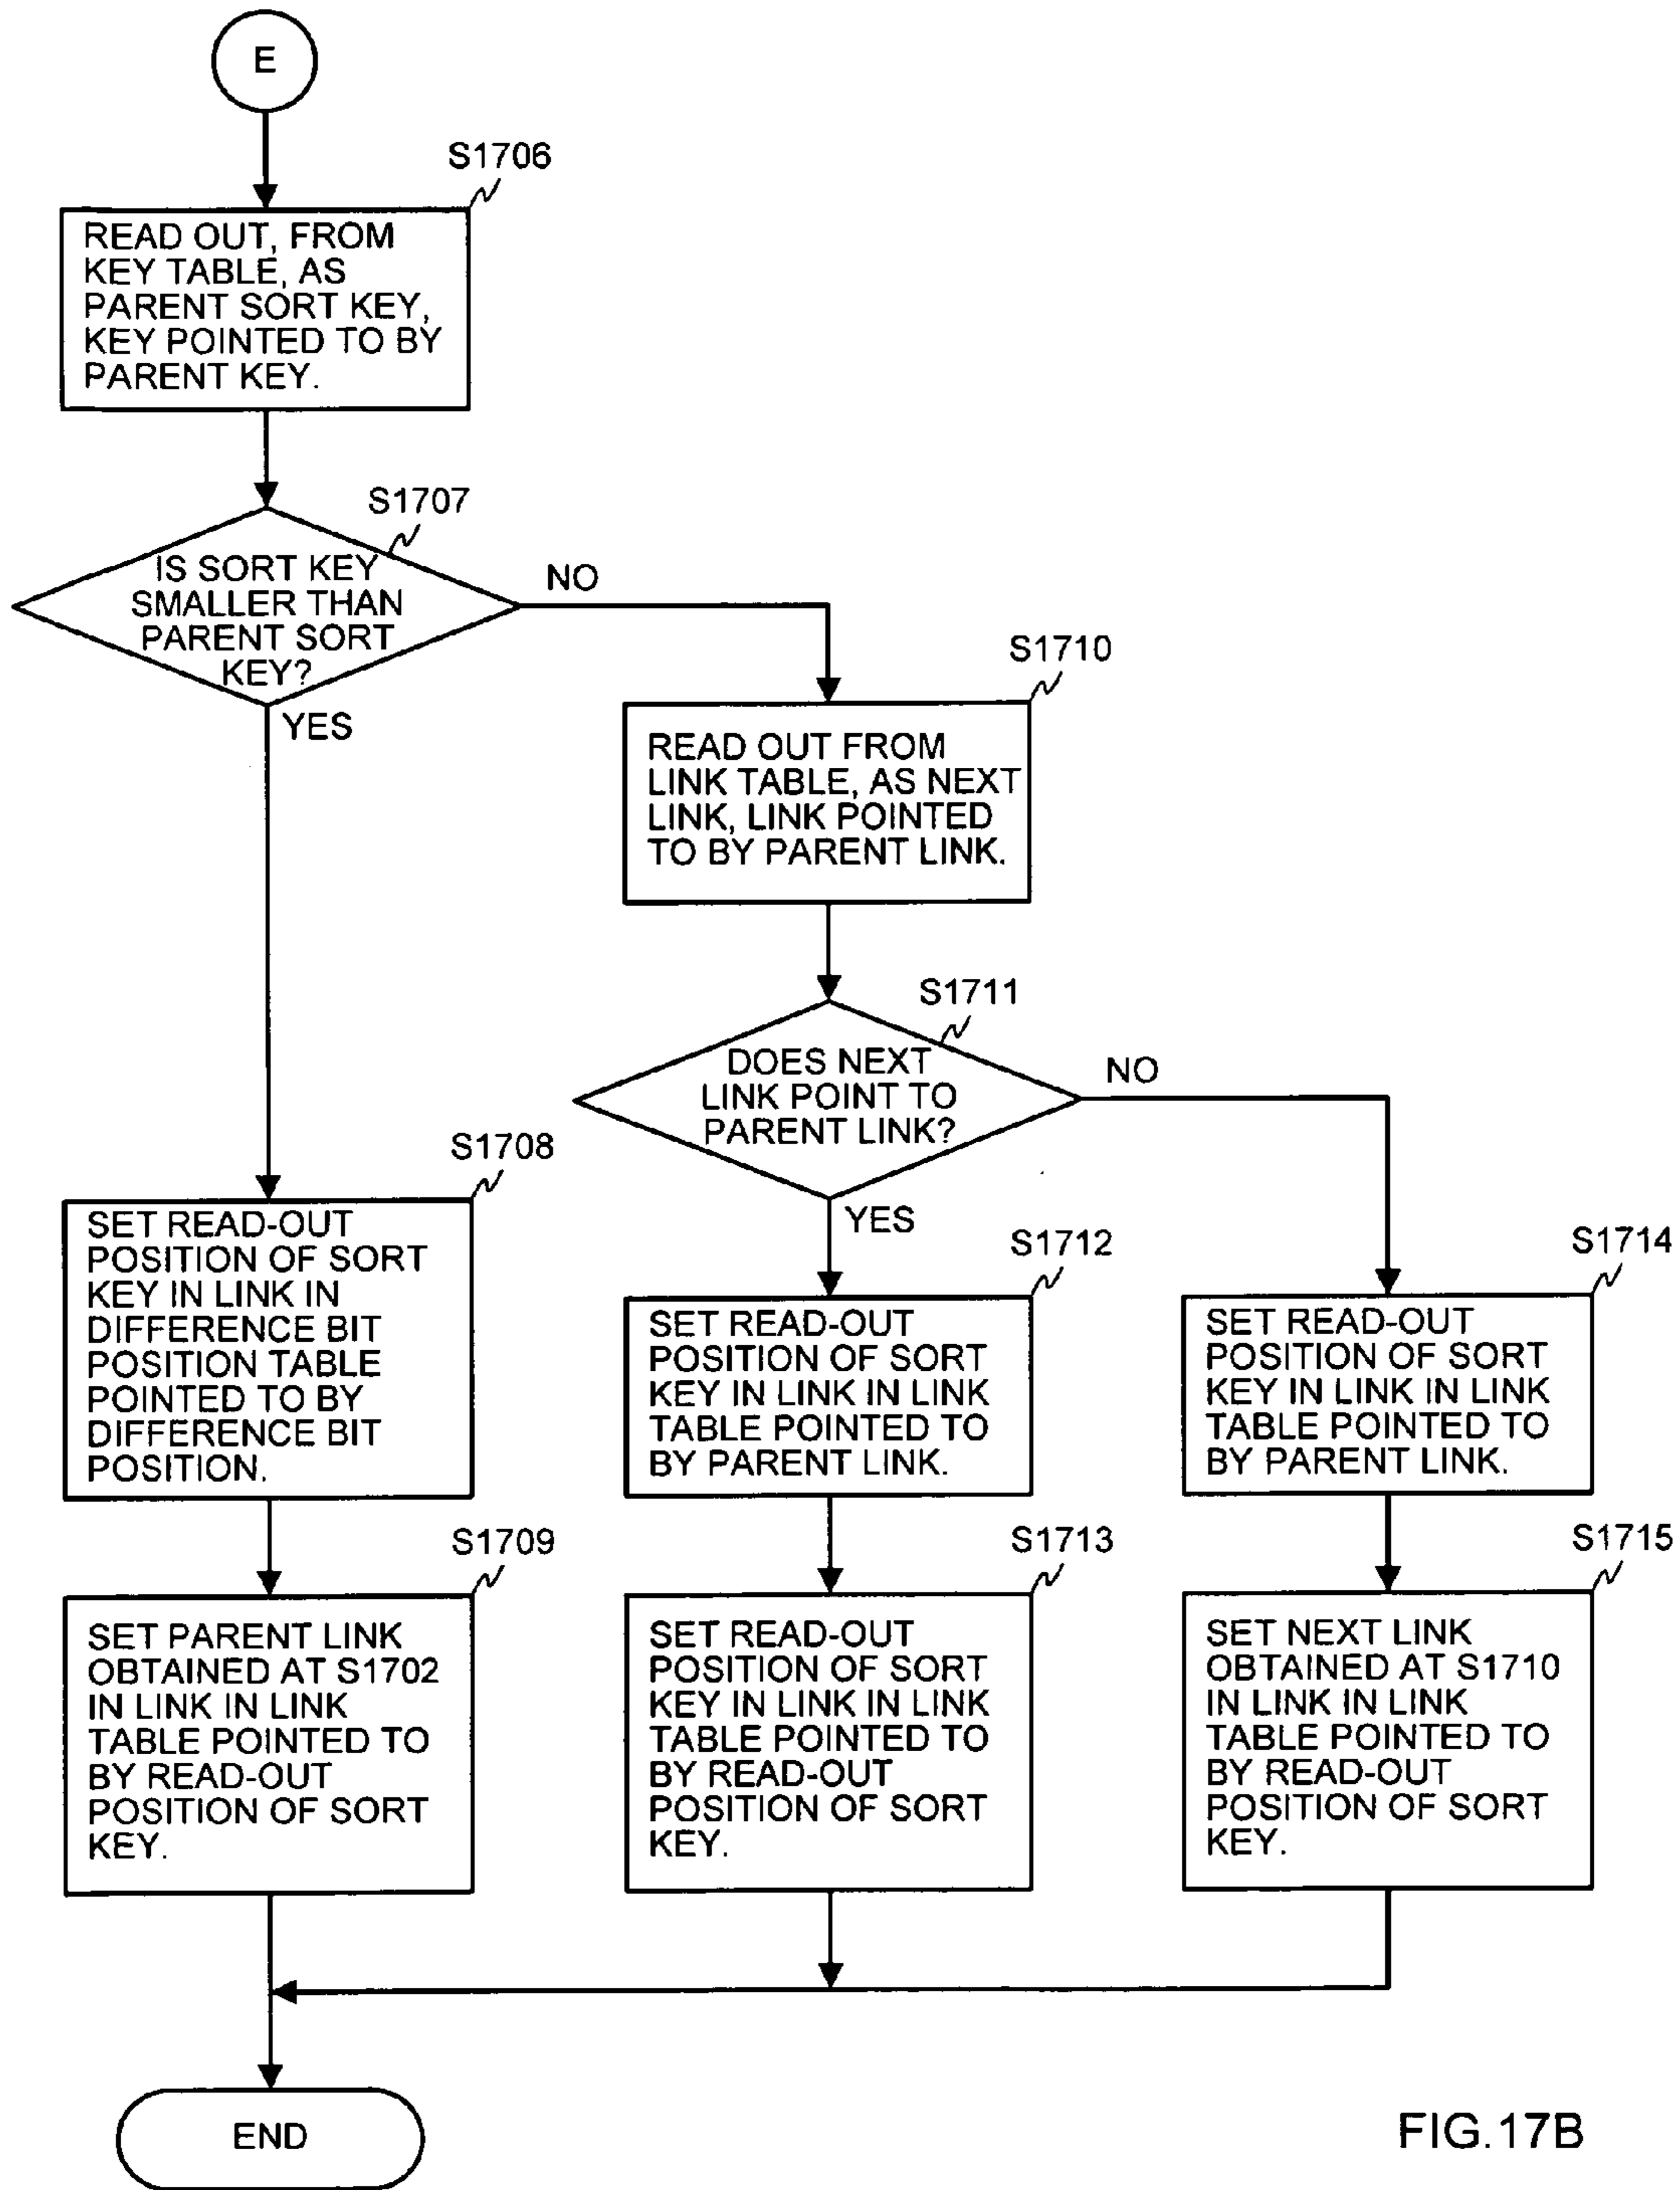 E
S1706
READ OUT, FROM
KEY TABLE, AS
PARENT SORT KEY,
KEY POINTED TO BY
PARENT KEY.
S1707
IS SORT KEY
SMALLER THAN
PARENT SORT
KEY?
NO
YES
S1710
READ OUT FROM
LINK TABLE, AS NEXT
LINK, LINK POINTED
TO BY PARENT LINK.
S1711
DOES NEXT
LINK POINT TO
PARENT LINK?
NO
YES
S1708
SET READ-OUT
POSITION OF SORT
KEY IN LINK IN
DIFFERENCE BIT
POSITION TABLE
POINTED TO BY
DIFFERENCE BIT
POSITION.
S1712
SET READ-OUT
POSITION OF SORT
KEY IN LINK IN LINK
TABLE POINTED TO
BY PARENT LINK.
S1714
SET READ-OUT
POSITION OF SORT
KEY IN LINK IN LINK
TABLE POINTED TO
BY PARENT LINK.
S1709
SET PARENT LINK
OBTAINED AT S1702
IN LINK IN LINK
TABLE POINTED TO
BY READ-OUT
POSITION OF SORT
KEY.
S1713
SET READ-OUT
POSITION OF SORT
KEY IN LINK IN LINK
TABLE POINTED TO
BY READ-OUT
POSITION OF SORT
KEY.
S1715
SET NEXT LINK
OBTAINED AT S1710
IN LINK IN LINK
TABLE POINTED TO
BY READ-OUT
POSITION OF SORT
KEY.
END
FIG.17B